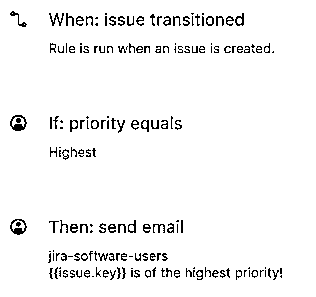 When: issue transitioned
Rule is run when an issue is created.
If: priority equals
Highest
Then: send email
jira-software-users
{{issue.key}} is of the highest priority!